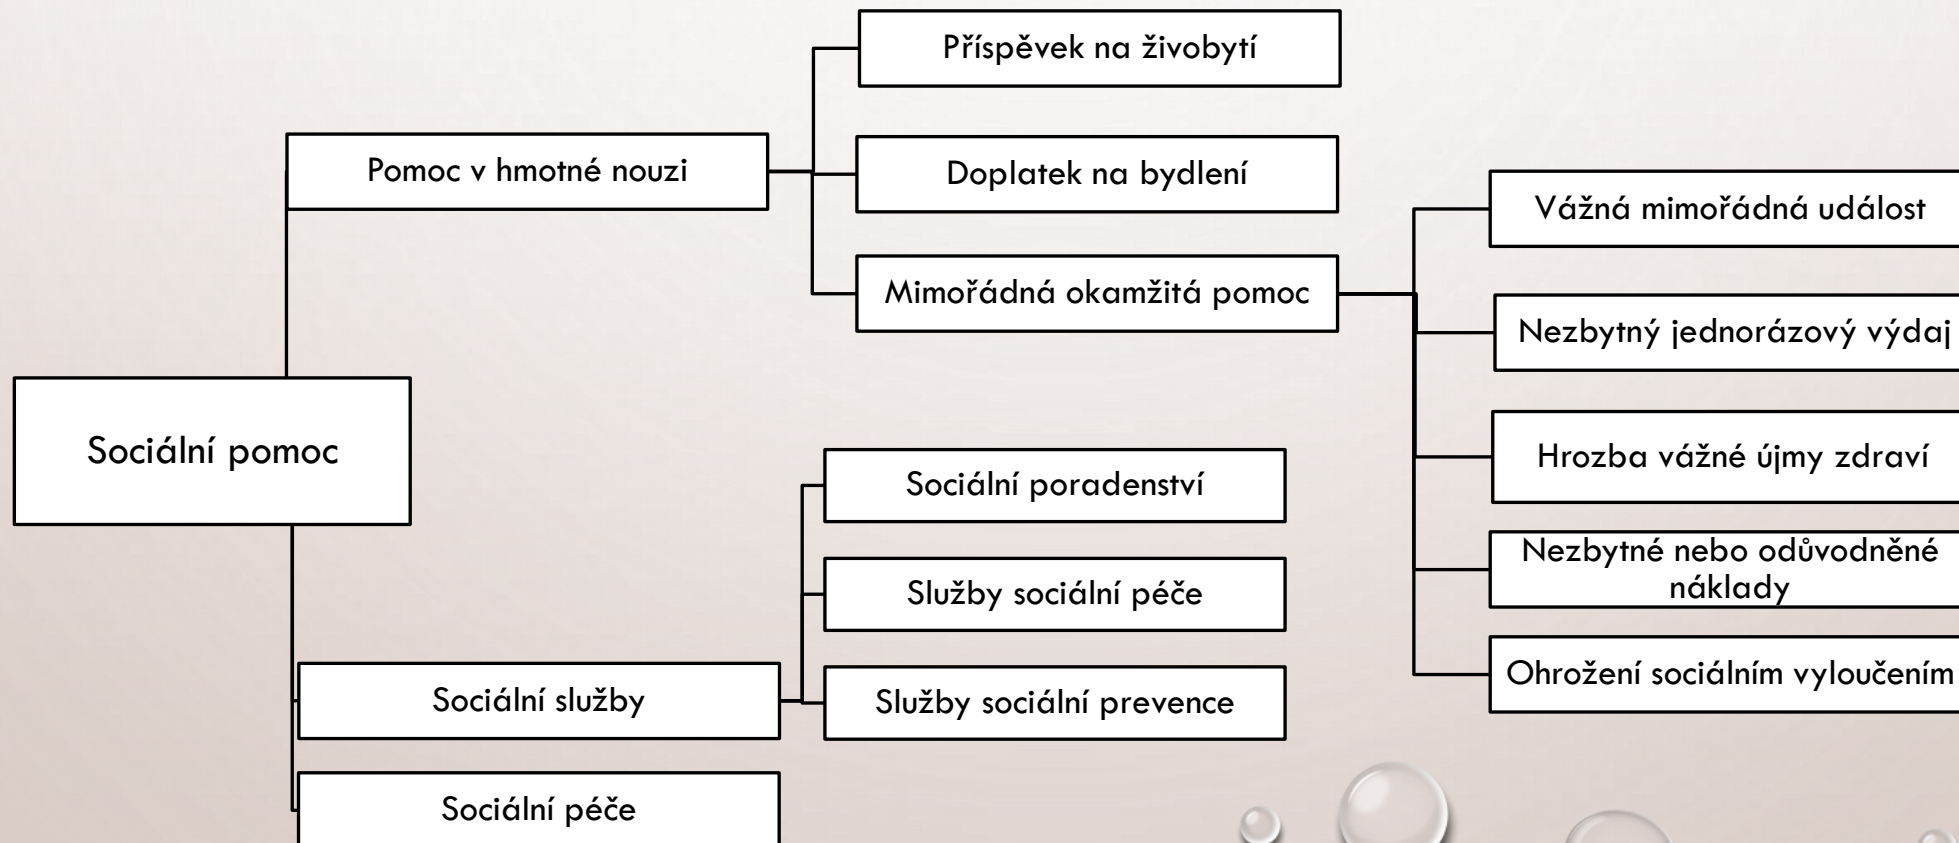 Sociální pomoc
Pomoc v hmotné nouzi
Příspěvek na živobytí
Doplatek na bydlení
Mimořádná okamžitá pomoc
Vážná mimořádná událost
Nezbytný jednorázový výdaj
Hrozba vážné újmy zdraví
Nezbytné nebo odůvodněné
náklady
Ohrožení sociálním vyloučením
Sociální služby
Sociální poradenství
Služby sociální péče
Služby sociální prevence
Sociální péče